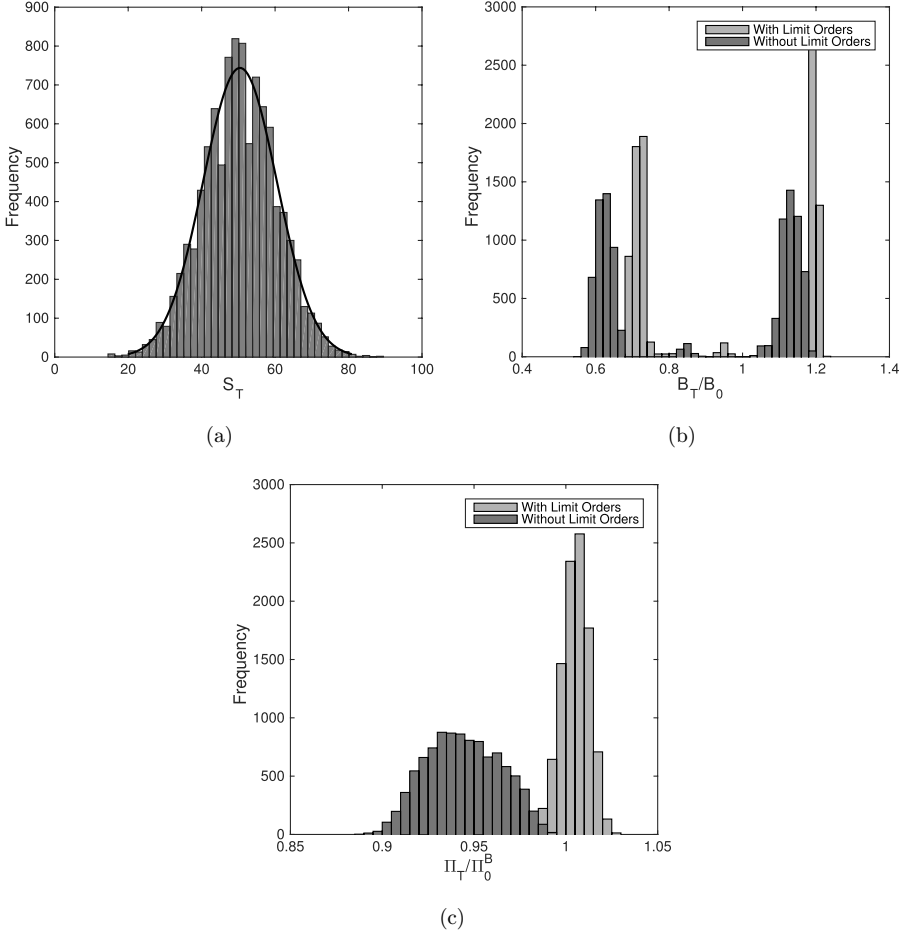 900
800
700
600
500
400
300
200
100
0
Frequency
0 20 40 60 80 100
S_T
(a)
3000
2500
2000
1500
1000
500
0
Frequency
With Limit Orders
Without Limit Orders
0.4 0.6 0.8 1 1.2 1.4
B_T/B_0
(b)
3000
2500
2000
1500
1000
500
0
Frequency
With Limit Orders
Without Limit Orders
0.85 0.9 0.95 1 1.05
Π_T/Π_0^B
(c)